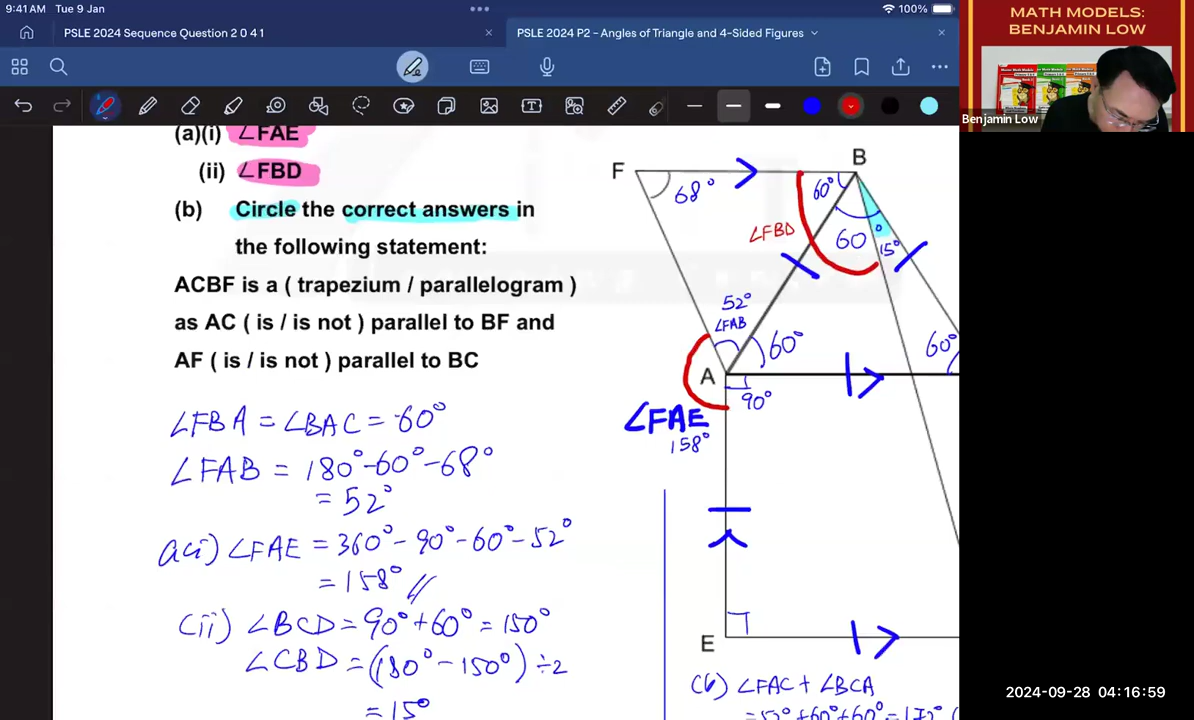 9:41 AM Tue 9 Jan
100%
PSLE 2024 Sequence Question 2 0 4 1
PSLE 2024 P2 - Angles of Triangle and 4-Sided Figures
MATH MODELS:
BENJAMIN LOW
Benjamin Low
(a)(i) ∠FAE
(ii) ∠FBD
(b) Circle the correct answers in
the following statement:
ACBF is a ( trapezium / parallelogram )
as AC ( is / is not ) parallel to BF and
AF ( is / is not ) parallel to BC
∠FBA = ∠BAC = 60°
∠FAB = 180° - 60° - 68°
= 52°
a(i) ∠FAE = 360° - 90° - 60° - 52°
= 158° //
(ii) ∠BCD = 90° + 60° = 150°
∠CBD = (180° - 150°) ÷ 2
= 15°
F
B
68°
60°
∠FBD
60°
15°
52°
∠FAB
60°
60°
A
90°
∠FAE
158°
E
(b) ∠FAC + ∠BCA
= 52° + 60° + 60° = 172° (
2024-09-28 04:16:59